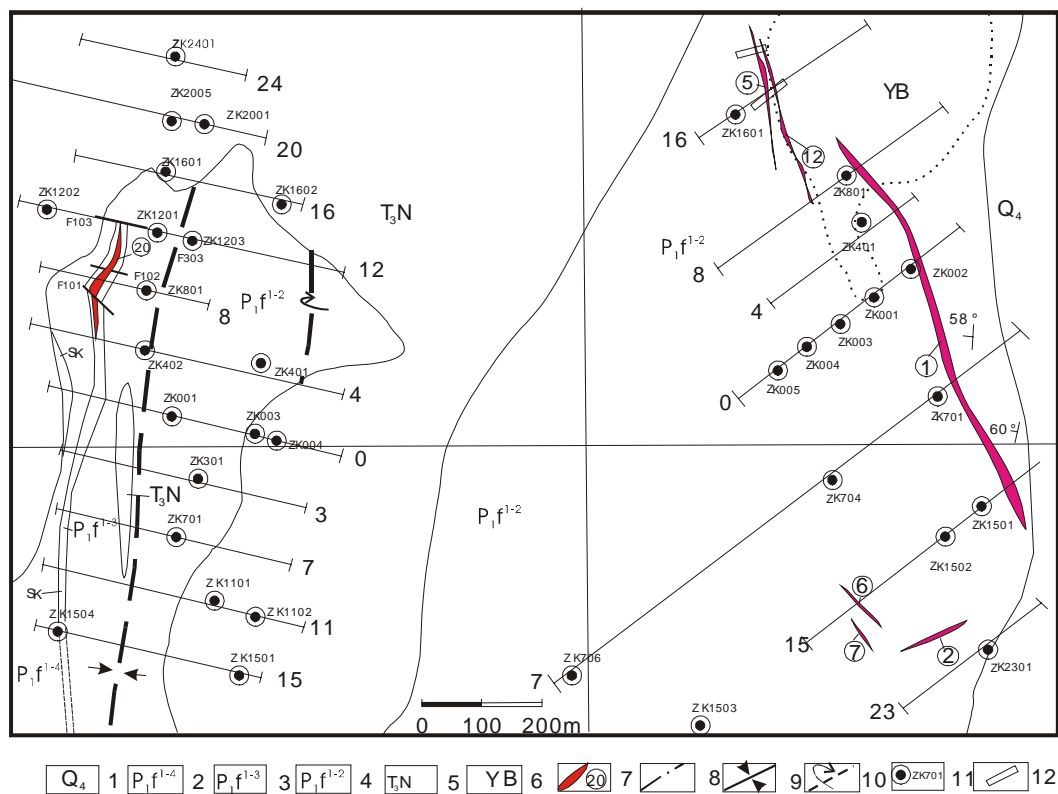 ZK2401
24
ZK2005
ZK2001
20
ZK1601
ZK1602
16
T₃N
ZK1202
ZK1201
F103
20
ZK1203
F303
12
F101
F102
ZK801
8
P₁f¹⁻²
SK
ZK402
ZK401
4
ZK001
ZK003
ZK004
0
ZK301
T₃N
3
P₁f¹⁻³
ZK701
7
SK
ZK1101
ZK1102
11
ZK1504
P₁f¹⁻⁴
ZK1501
15
P₁f¹⁻²
5
YB
16
ZK1601
12
ZK801
Q₄
P₁f¹⁻²
8
ZK401
4
ZK002
ZK001
ZK003
58°
ZK004
1
ZK005
0
ZK701
60°
ZK704
ZK1501
ZK1502
6
15
7
2
ZK706
7
ZK2301
23
ZK1503
0 100 200m
Q₄ 1 P₁f¹⁻⁴ 2 P₁f¹⁻³ 3 P₁f¹⁻² 4 T₃N 5 YB 6 20 7 8 9 10 ZK701 11 12